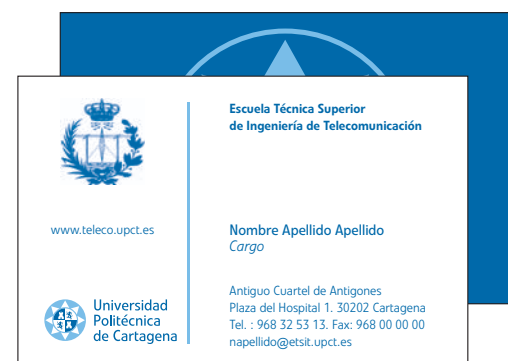 Escuela Técnica Superior
de Ingeniería de Telecomunicación
www.teleco.upct.es
Nombre Apellido Apellido
Cargo
Universidad
Politécnica
de Cartagena
Antiguo Cuartel de Antigones
Plaza del Hospital 1. 30202 Cartagena
Tel. : 968 32 53 13. Fax: 968 00 00 00
napellido@etsit.upct.es